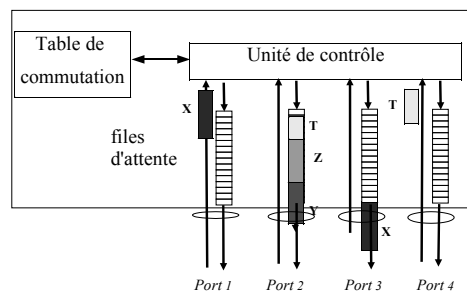 Table de
commutation
Unité de contrôle
X
T
files
d'attente
T
Z
Y
X
Port 1
Port 2
Port 3
Port 4